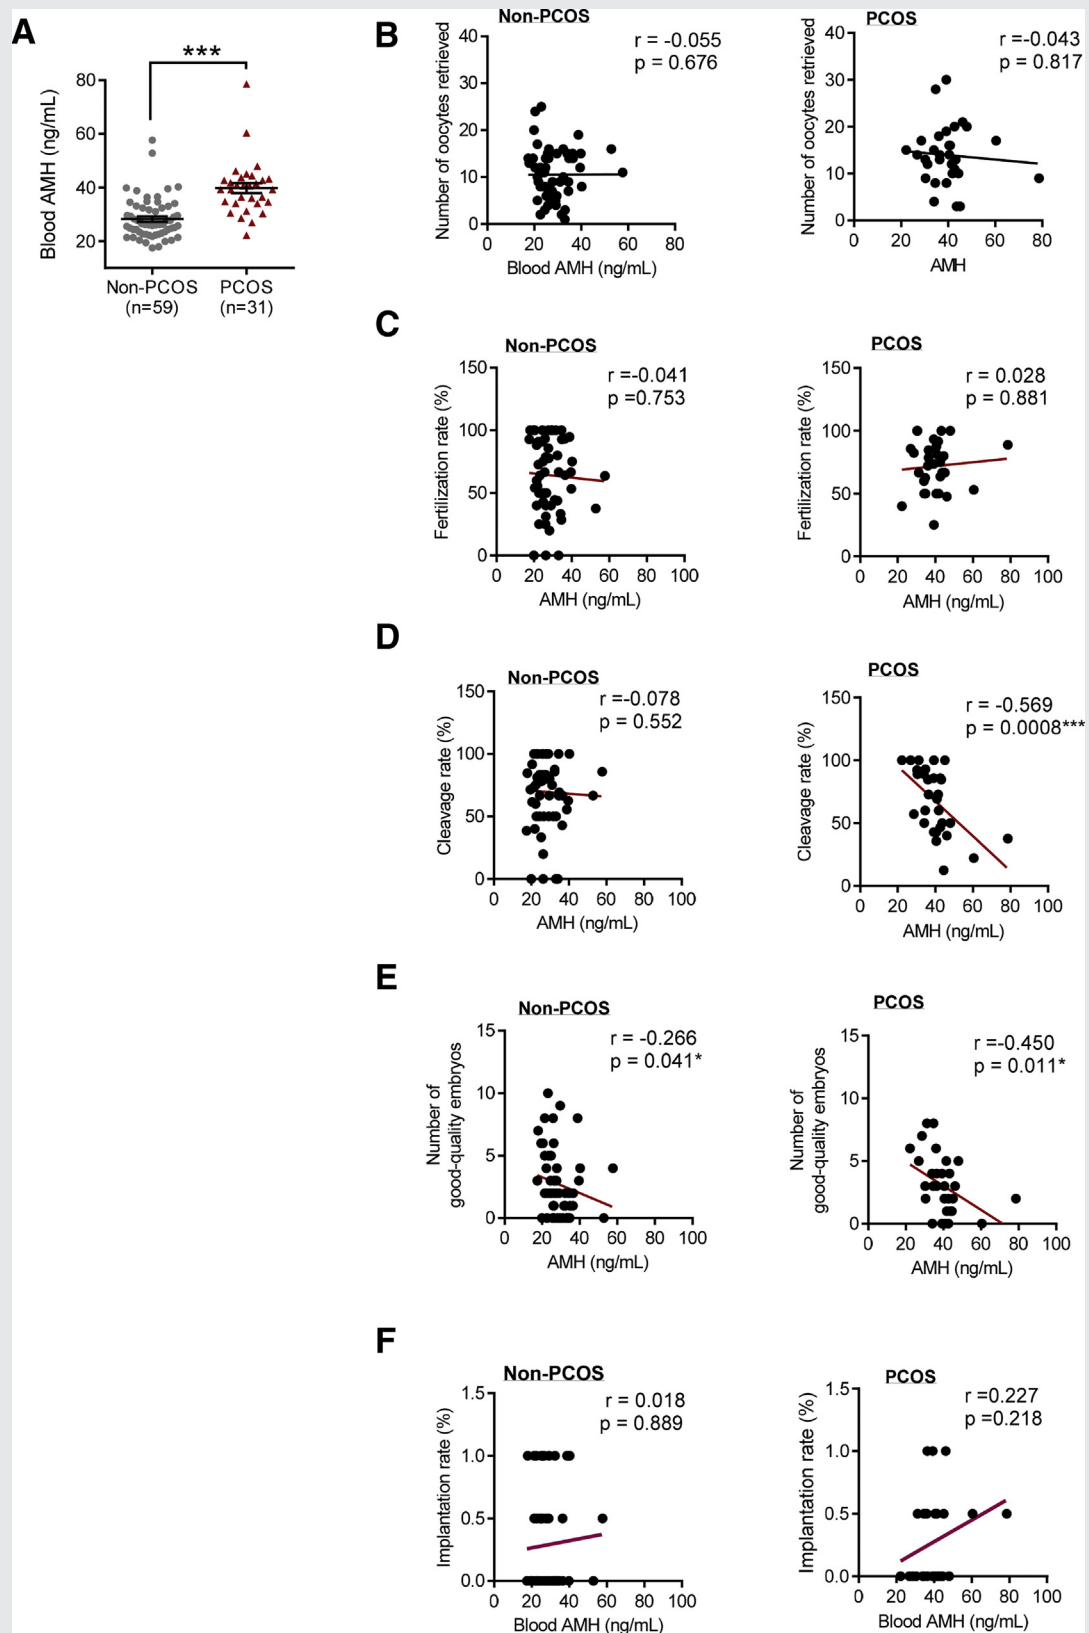 A
***
Blood AMH (ng/mL)
80
60
40
20
Non-PCOS
(n=59)
PCOS
(n=31)
B
Non-PCOS
r = -0.055
p = 0.676
Number of oocytes retrieved
40
30
20
10
0
0 20 40 60 80
Blood AMH (ng/mL)
PCOS
r =-0.043
p = 0.817
Number of oocytes retrieved
40
30
20
10
0
0 20 40 60 80
AMH
C
Non-PCOS
r =-0.041
p =0.753
Fertilization rate (%)
150
100
50
0
0 20 40 60 80 100
AMH (ng/mL)
PCOS
r = 0.028
p = 0.881
Fertilization rate (%)
150
100
50
0
0 20 40 60 80 100
AMH (ng/mL)
D
Non-PCOS
r =-0.078
p = 0.552
Cleavage rate (%)
150
100
50
0
0 20 40 60 80 100
AMH (ng/mL)
PCOS
r = -0.569
p = 0.0008***
Cleavage rate (%)
150
100
50
0
0 20 40 60 80 100
AMH (ng/mL)
E
Non-PCOS
r = -0.266
p = 0.041*
Number of
good-quality embryos
15
10
5
0
0 20 40 60 80 100
AMH (ng/mL)
PCOS
r =-0.450
p = 0.011*
Number of
good-quality embryos
15
10
5
0
0 20 40 60 80 100
AMH (ng/mL)
F
Non-PCOS
r = 0.018
p = 0.889
Implantation rate (%)
1.5
1.0
0.5
0.0
0 20 40 60 80 100
Blood AMH (ng/mL)
PCOS
r =0.227
p =0.218
Implantation rate (%)
1.5
1.0
0.5
0.0
0 20 40 60 80 100
Blood AMH (ng/mL)